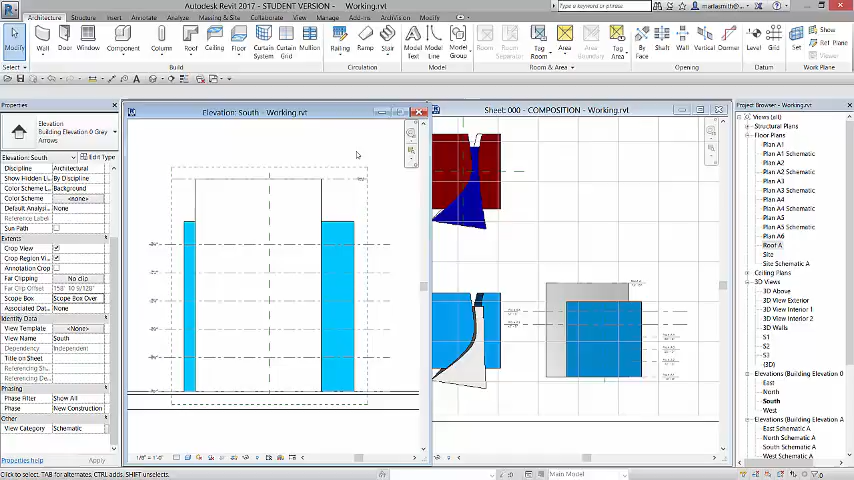 Autodesk Revit 2017 - STUDENT VERSION - Working.rvt
Type a keyword or phrase
marlasmith@...
Architecture Structure Insert Annotate Analyze Massing & Site Collaborate View Manage Add-Ins ArchVision Modify
Modify Wall Door Window Component Column Roof Ceiling Floor Curtain System Curtain Grid Mullion Railing Ramp Stair Model Text Model Line Model Group Room Room Separator Tag Room Area Area Boundary Tag Area By Face Shaft Wall Vertical Dormer Level Grid Set Show Ref Plane
Select Build Circulation Room & Area Opening Datum Work Plane
Properties
Elevation
Building Elevation 0 Gray Arrows
Elevation: South
Edit Type
Discipline Architectural
Show Hidden Li By Discipline
Color Scheme L Background
Color Scheme <none>
Default Analysi None
Reference Label
Sun Path
Extents
Crop View
Crop Region Vi
Annotation Crop
Far Clipping No clip
Far Clip Offset 158' 10 9/128"
Scope Box Scope Box Over
Associated Dat None
Identity Data
View Template <None>
View Name South
Dependency Independent
Title on Sheet
Referencing Sh
Referencing De
Phasing
Phase Filter Show All
Phase New Construction
Other
View Category Schematic
Properties help
Apply
Elevation: South - Working.rvt
1/8" = 1'-0"
Sheet: 000 - COMPOSITION - Working.rvt
Project Browser - Working.rvt
Views (all)
Structural Plans
Floor Plans
Plan A1
Plan A1 Schematic
Plan A2
Plan A2 Schematic
Plan A3
Plan A3 Schematic
Plan A4
Plan A4 Schematic
Plan A5
Plan A5 Schematic
Plan A6
Roof A
Site
Site Schematic A
Ceiling Plans
3D Views
3D Above
3D View Exterior
3D View Interior 1
3D View Interior 2
3D Walls
S1
S2
S3
{3D}
Elevations (Building Elevation 0
East
North
South
West
Elevations (Building Elevation
East Schematic A
North Schematic A
South Schematic A
West Schematic A
Click to select, TAB for alternates, CTRL adds, SHIFT unselects.
:0
Main Model